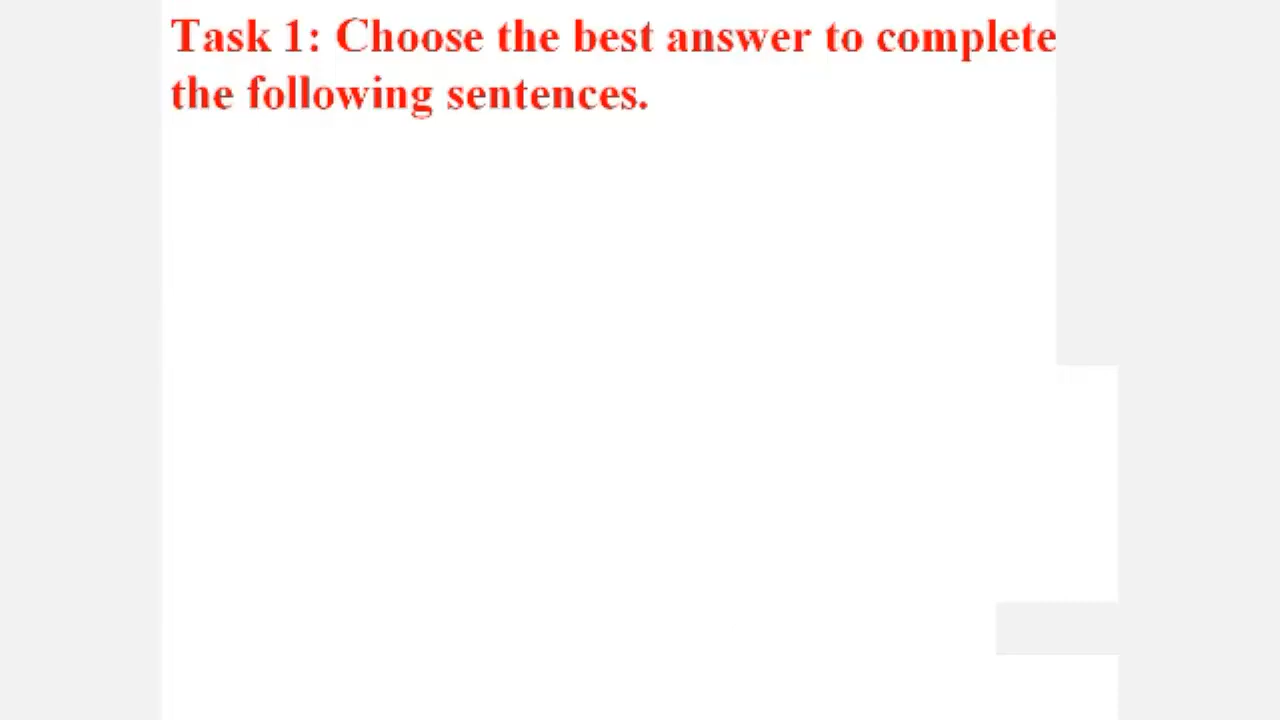 Task 1: Choose the best answer to complete
the following sentences.